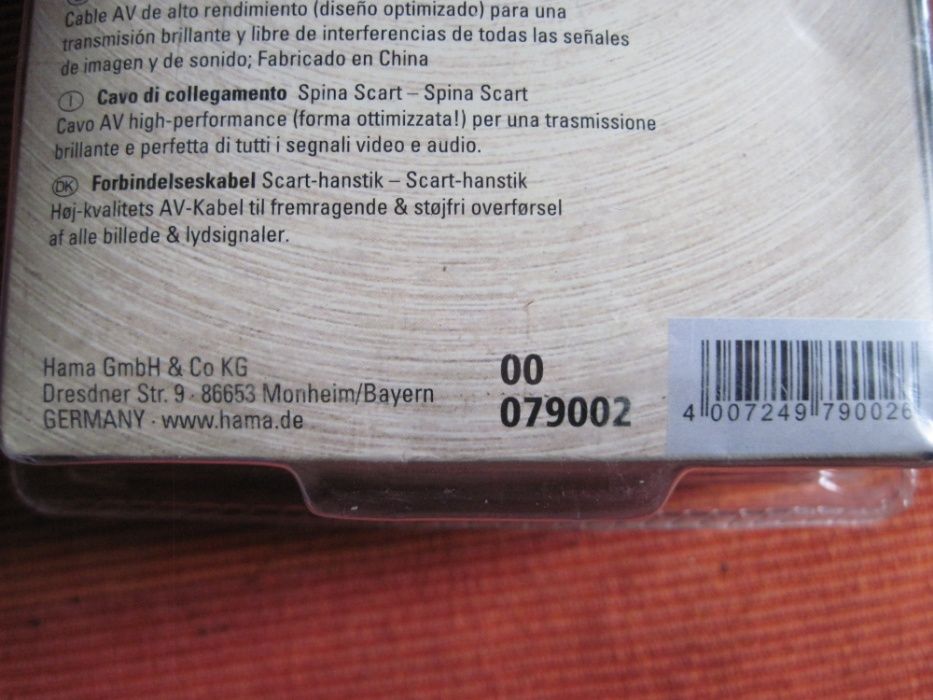 Cable AV de alto rendimiento (diseño optimizado) para una
transmisión brillante y libre de interferencias de todas las señales
de imagen y de sonido; Fabricado en China
I Cavo di collegamento Spina Scart – Spina Scart
Cavo AV high-performance (forma ottimizzata!) per una trasmissione
brillante e perfetta di tutti i segnali video e audio.
DK Forbindelseskabel Scart-hanstik – Scart-hanstik
Høj-kvalitets AV-Kabel til fremragende & støjfri overførsel
af alle billede & lydsignaler.
Hama GmbH & Co KG
Dresdner Str. 9 · 86653 Monheim/Bayern
GERMANY · www.hama.de
00
079002
4 007249 790026